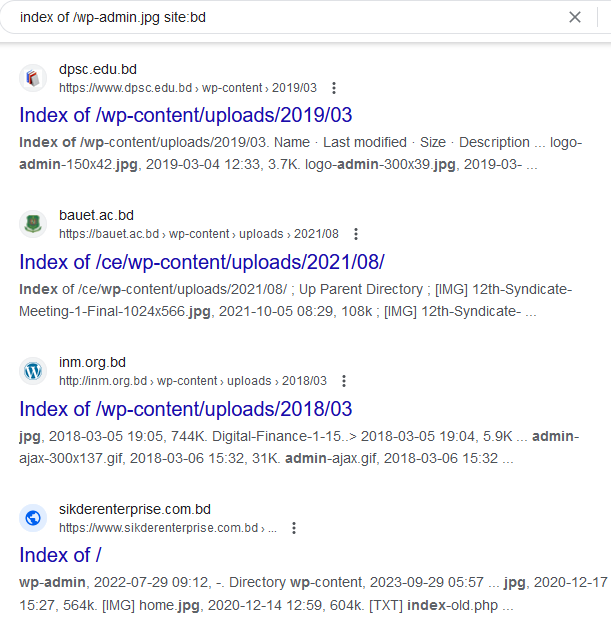 index of /wp-admin.jpg site:bd
dpsc.edu.bd
https://www.dpsc.edu.bd › wp-content › 2019/03
Index of /wp-content/uploads/2019/03
Index of /wp-content/uploads/2019/03. Name · Last modified · Size · Description ... logo-
admin-150x42.jpg, 2019-03-04 12:33, 3.7K. logo-admin-300x39.jpg, 2019-03- ...
bauet.ac.bd
https://bauet.ac.bd › wp-content › uploads › 2021/08
Index of /ce/wp-content/uploads/2021/08/
Index of /ce/wp-content/uploads/2021/08/ ; Up Parent Directory ; [IMG] 12th-Syndicate-
Meeting-1-Final-1024x566.jpg, 2021-10-05 08:29, 108k ; [IMG] 12th-Syndicate- ...
inm.org.bd
http://inm.org.bd › wp-content › uploads › 2018/03
Index of /wp-content/uploads/2018/03
jpg, 2018-03-05 19:05, 744K. Digital-Finance-1-15..> 2018-03-05 19:04, 5.9K ... admin-
ajax-300x137.gif, 2018-03-06 15:32, 31K. admin-ajax.gif, 2018-03-06 15:32 ...
sikderenterprise.com.bd
https://www.sikderenterprise.com.bd › ...
Index of /
wp-admin, 2022-07-29 09:12, -. Directory wp-content, 2023-09-29 05:57 ... jpg, 2020-12-17
15:27, 564k. [IMG] home.jpg, 2020-12-14 12:59, 604k. [TXT] index-old.php ...